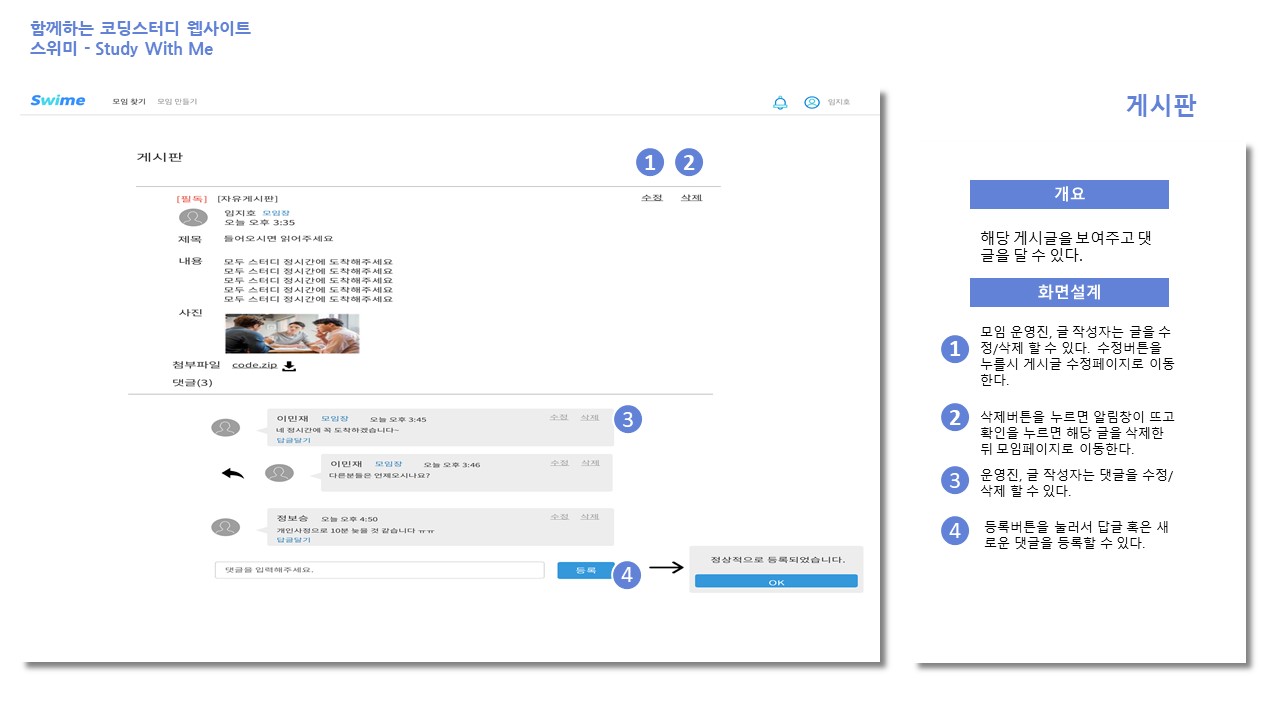 함께하는 코딩스터디 웹사이트
스위미 - Study With Me
Swime 모임 찾기 모임 만들기 임지호
게시판
1 2
[필독] [자유게시판] 수정 삭제
임지호 모임장
오늘 오후 3:35
제목 들어오시면 읽어주세요
내용 모두 스터디 정시간에 도착해주세요
모두 스터디 정시간에 도착해주세요
모두 스터디 정시간에 도착해주세요
모두 스터디 정시간에 도착해주세요
모두 스터디 정시간에 도착해주세요
사진
첨부파일 code.zip
댓글(3)
이민재 모임장 오늘 오후 3:45 수정 삭제 3
네 정시간에 꼭 도착하겠습니다~
답글달기
이민재 모임장 오늘 오후 3:46 수정 삭제
다른분들은 언제오시나요?
정보승 오늘 오후 4:50 수정 삭제
개인사정으로 10분 늦을 것 같습니다 ㅠㅠ
답글달기
댓글을 입력해주세요. 등록 4
정상적으로 등록되었습니다.
OK
게시판
개요
해당 게시글을 보여주고 댓
글을 달 수 있다.
화면설계
1 모임 운영진, 글 작성자는 글을 수
정/삭제 할 수 있다. 수정버튼을
누를시 게시글 수정페이지로 이동
한다.
2 삭제버튼을 누르면 알림창이 뜨고
확인을 누르면 해당 글을 삭제한
뒤 모임페이지로 이동한다.
3 운영진, 글 작성자는 댓글을 수정/
삭제 할 수 있다.
4 등록버튼을 눌러서 답글 혹은 새
로운 댓글을 등록할 수 있다.